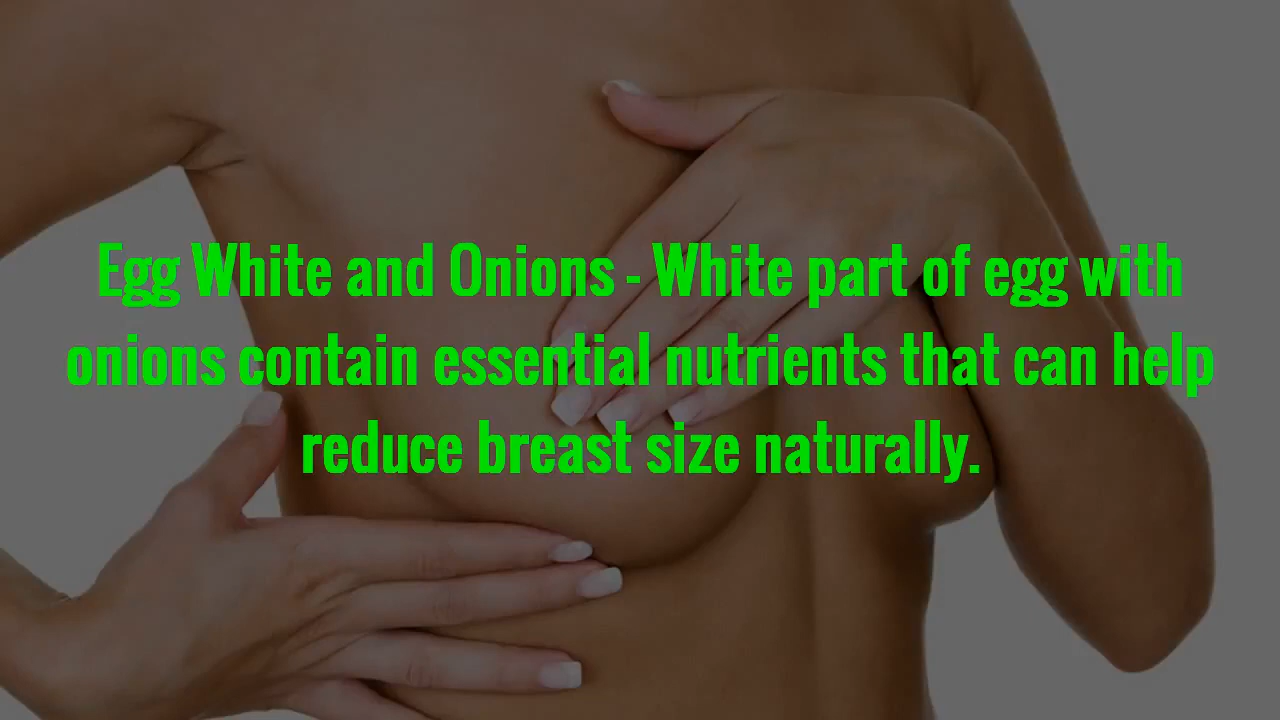 Egg White and Onions - White part of egg with
onions contain essential nutrients that can help
reduce breast size naturally.